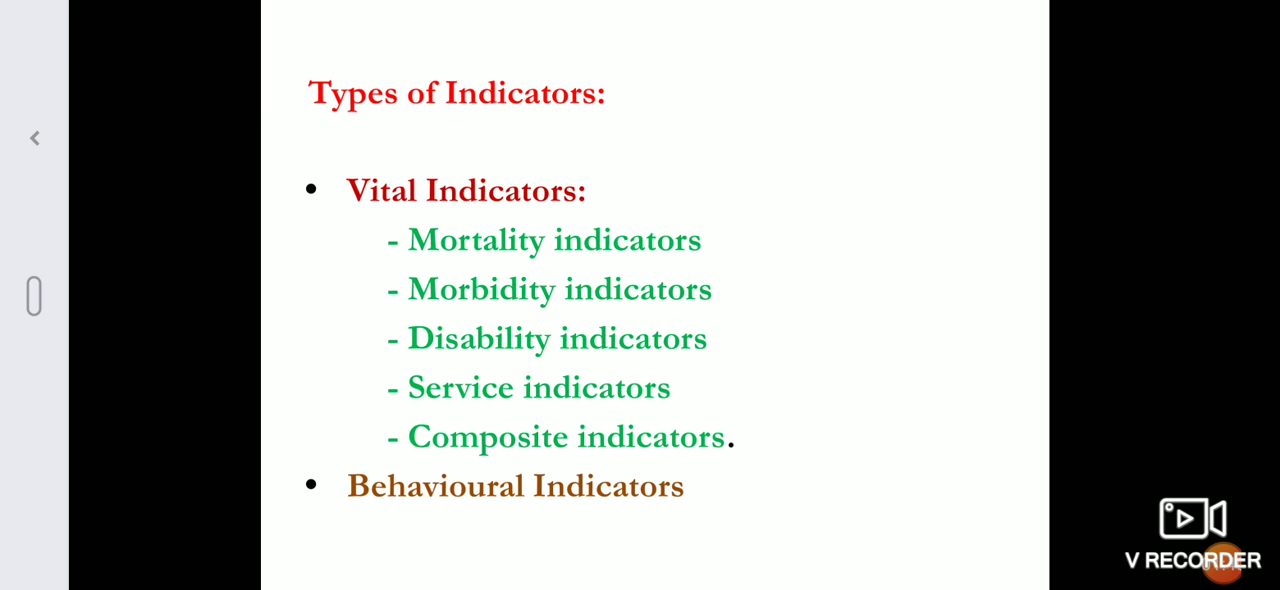 Types of Indicators:
• Vital Indicators:
- Mortality indicators
- Morbidity indicators
- Disability indicators
- Service indicators
- Composite indicators.
• Behavioural Indicators
V RECORDER